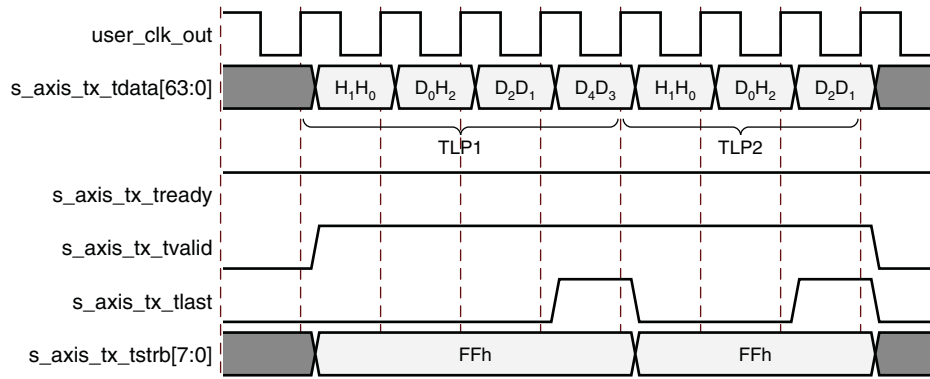 user_clk_out
s_axis_tx_tdata[63:0] H₁H₀ D₀H₂ D₂D₁ D₄D₃ H₁H₀ D₀H₂ D₂D₁
TLP1 TLP2
s_axis_tx_tready
s_axis_tx_tvalid
s_axis_tx_tlast
s_axis_tx_tstrb[7:0] FFh FFh